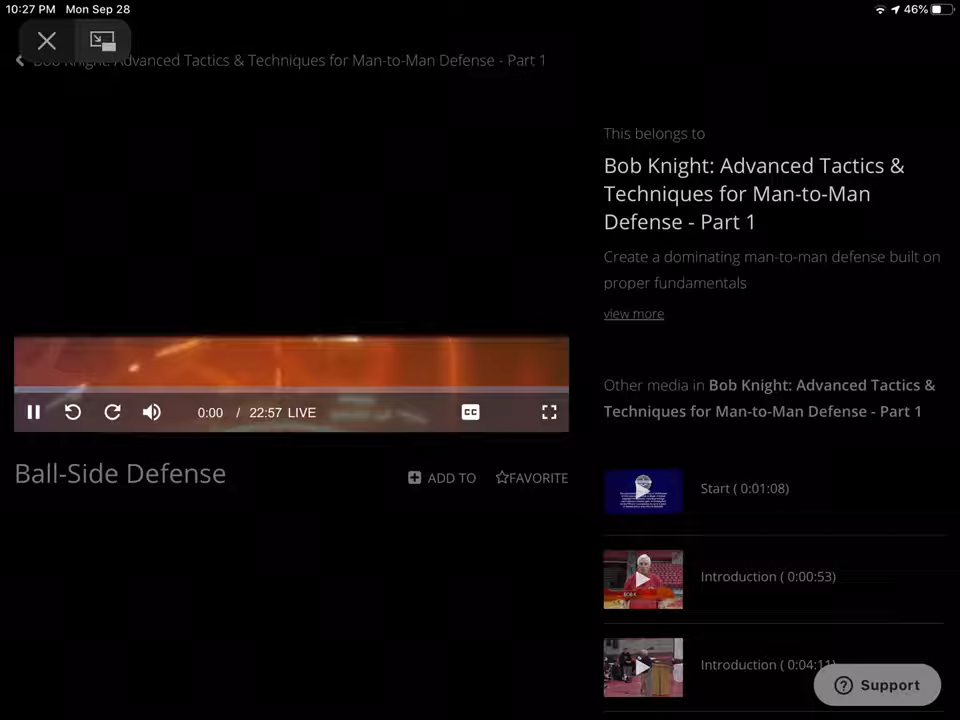 10:27 PM Mon Sep 28
46%
Bob Knight: Advanced Tactics & Techniques for Man-to-Man Defense - Part 1
This belongs to
Bob Knight: Advanced Tactics &
Techniques for Man-to-Man
Defense - Part 1
Create a dominating man-to-man defense built on
proper fundamentals
view more
Other media in Bob Knight: Advanced Tactics &
Techniques for Man-to-Man Defense - Part 1
CC
0:00 / 22:57 LIVE
Ball-Side Defense
ADD TO
FAVORITE
Start ( 0:01:08)
Introduction ( 0:00:53)
Introduction ( 0:04:11)
Support